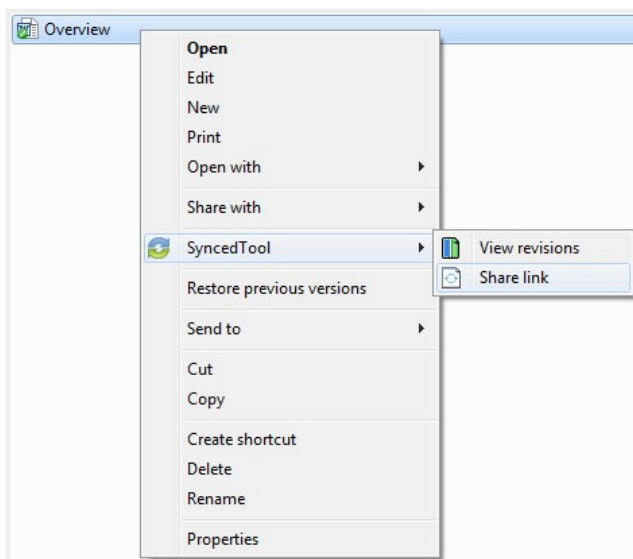 Overview
Open
Edit
New
Print
Open with
Share with
SyncedTool
View revisions
Share link
Restore previous versions
Send to
Cut
Copy
Create shortcut
Delete
Rename
Properties